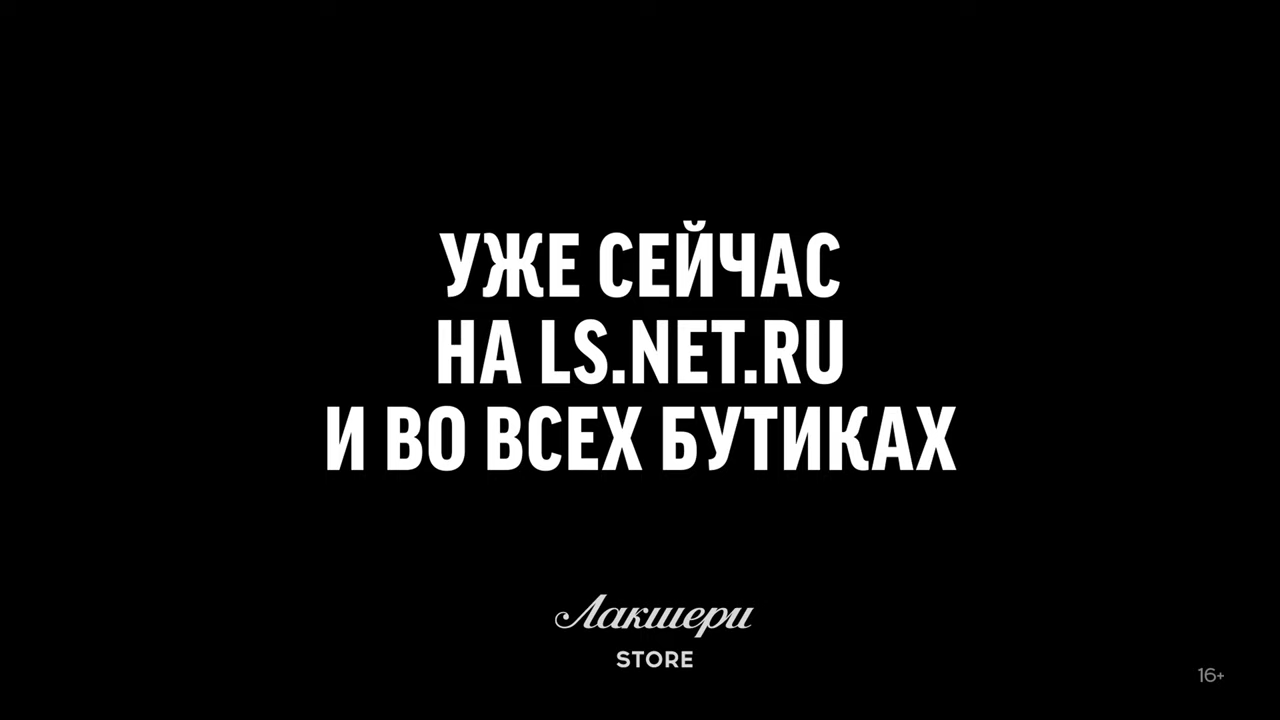 УЖЕ СЕЙЧАС
НА LS.NET.RU
И ВО ВСЕХ БУТИКАХ
Лакшери
STORE
16+